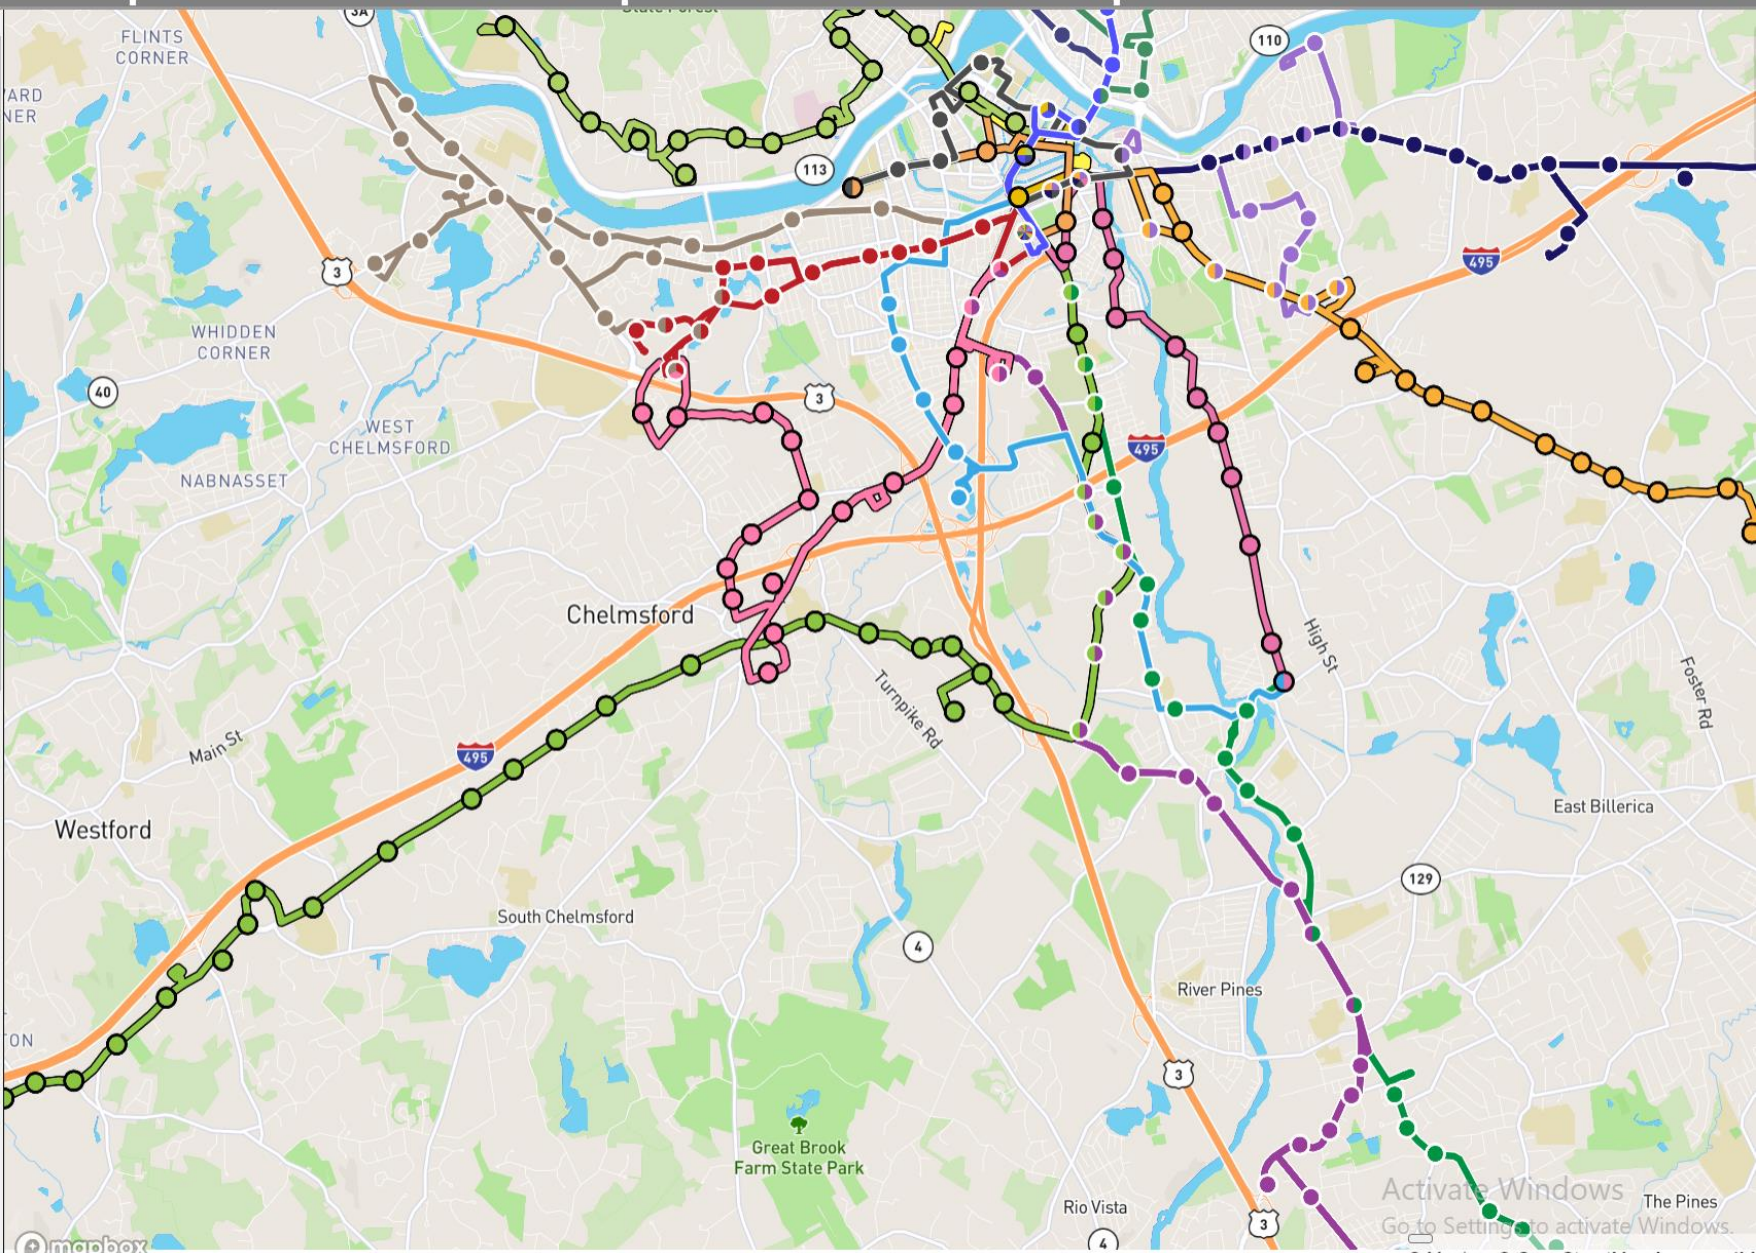 3A
State Forest
FLINTS
CORNER
110
113
3
495
WHIDDEN
CORNER
40
3
WEST
CHELMSFORD
495
NABNASSET
Chelmsford
High St
Foster Rd
Turnpike Rd
Main St
495
Westford
East Billerica
129
South Chelmsford
4
River Pines
3
Great Brook
Farm State Park
Activate Windows
Go to Settings to activate Windows.
The Pines
Rio Vista
3
4
mapbox